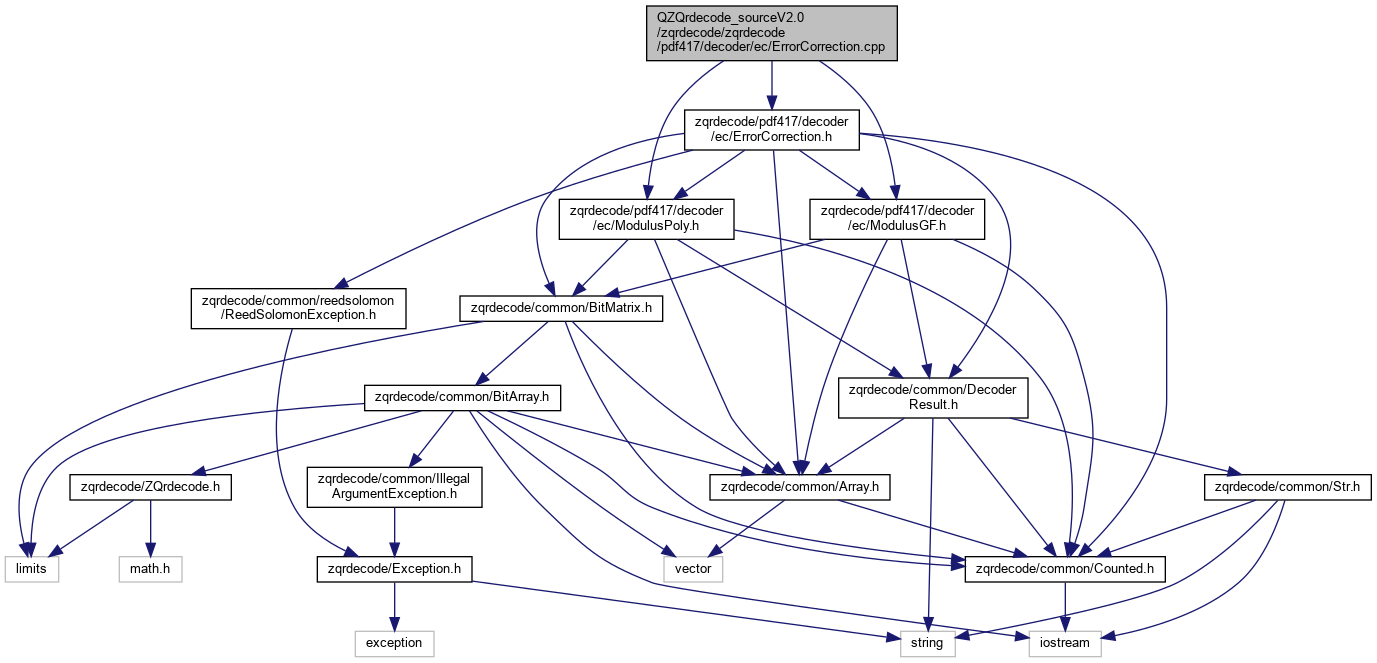 QZQrdecode_sourceV2.0
/zqrdecode/zqrdecode
/pdf417/decoder/ec/ErrorCorrection.cpp
zqrdecode/pdf417/decoder
/ec/ErrorCorrection.h
zqrdecode/pdf417/decoder
/ec/ModulusPoly.h
zqrdecode/pdf417/decoder
/ec/ModulusGF.h
zqrdecode/common/reedsolomon
/ReedSolomonException.h
zqrdecode/common/BitMatrix.h
zqrdecode/common/BitArray.h
zqrdecode/common/Decoder
Result.h
zqrdecode/ZQrdecode.h
zqrdecode/common/Illegal
ArgumentException.h
zqrdecode/common/Array.h
zqrdecode/common/Str.h
limits
math.h
zqrdecode/Exception.h
vector
zqrdecode/common/Counted.h
exception
string
iostream